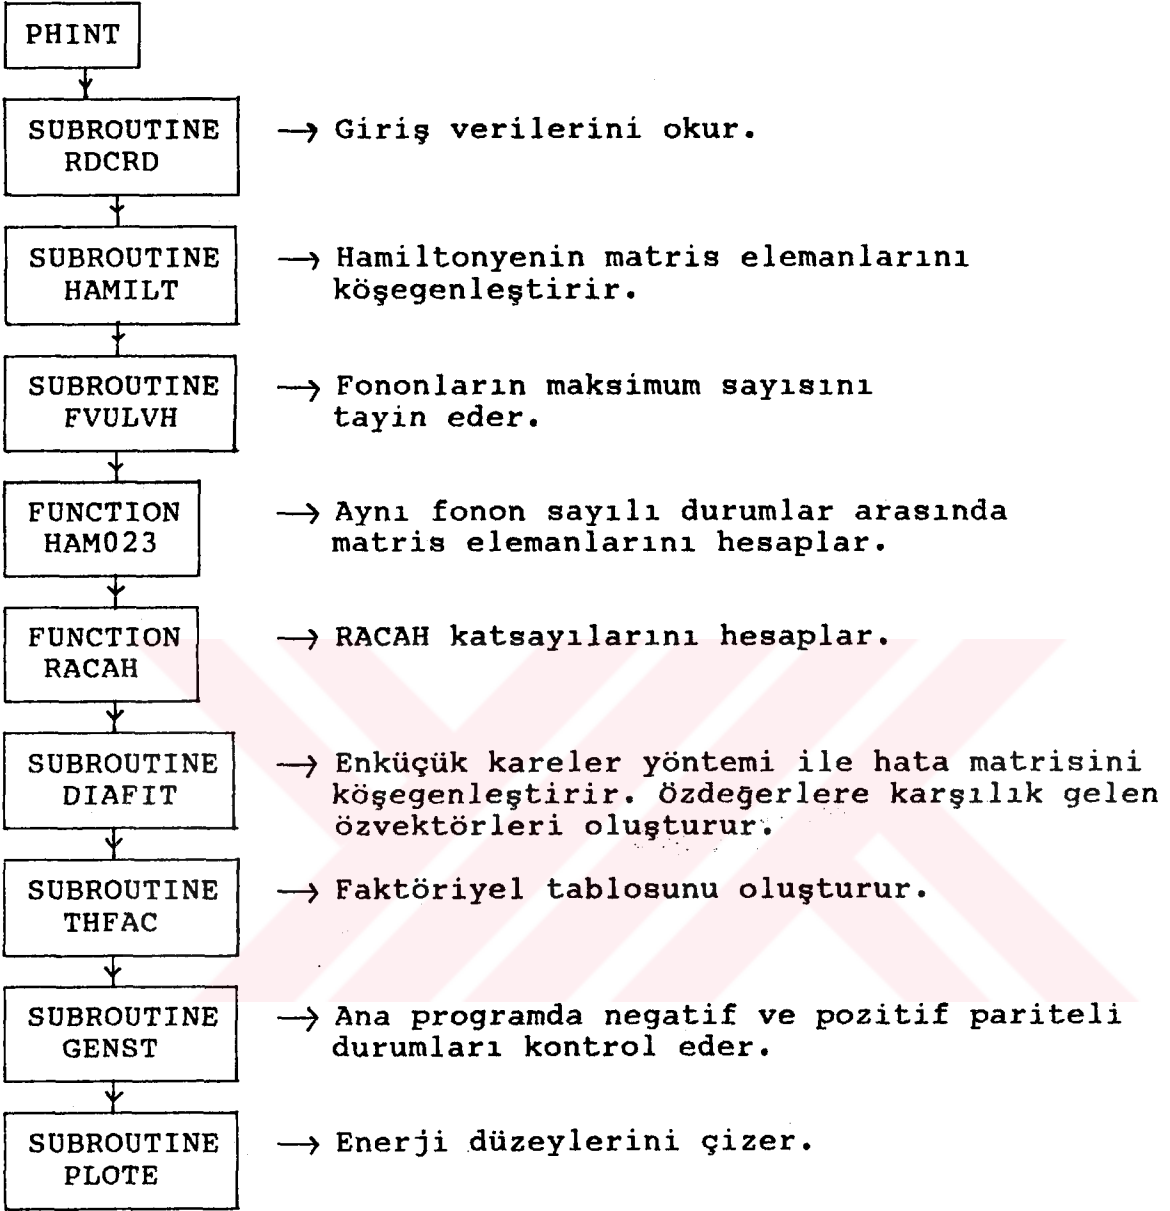 PHINT
SUBROUTINE
RDCRD
→ Giriş verilerini okur.
SUBROUTINE
HAMILT
→ Hamiltonyenin matris elemanlarını
köşegenleştirir.
SUBROUTINE
FVULVH
→ Fononların maksimum sayısını
tayin eder.
FUNCTION
HAM023
→ Aynı fonon sayılı durumlar arasında
matris elemanlarını hesaplar.
FUNCTION
RACAH
→ RACAH katsayılarını hesaplar.
SUBROUTINE
DIAFIT
→ Enküçük kareler yöntemi ile hata matrisini
köşegenleştirir. özdeğerlere karşılık gelen
özvektörleri oluşturur.
SUBROUTINE
THFAC
→ Faktöriyel tablosunu oluşturur.
SUBROUTINE
GENST
→ Ana programda negatif ve pozitif pariteli
durumları kontrol eder.
SUBROUTINE
PLOTE
→ Enerji düzeylerini çizer.